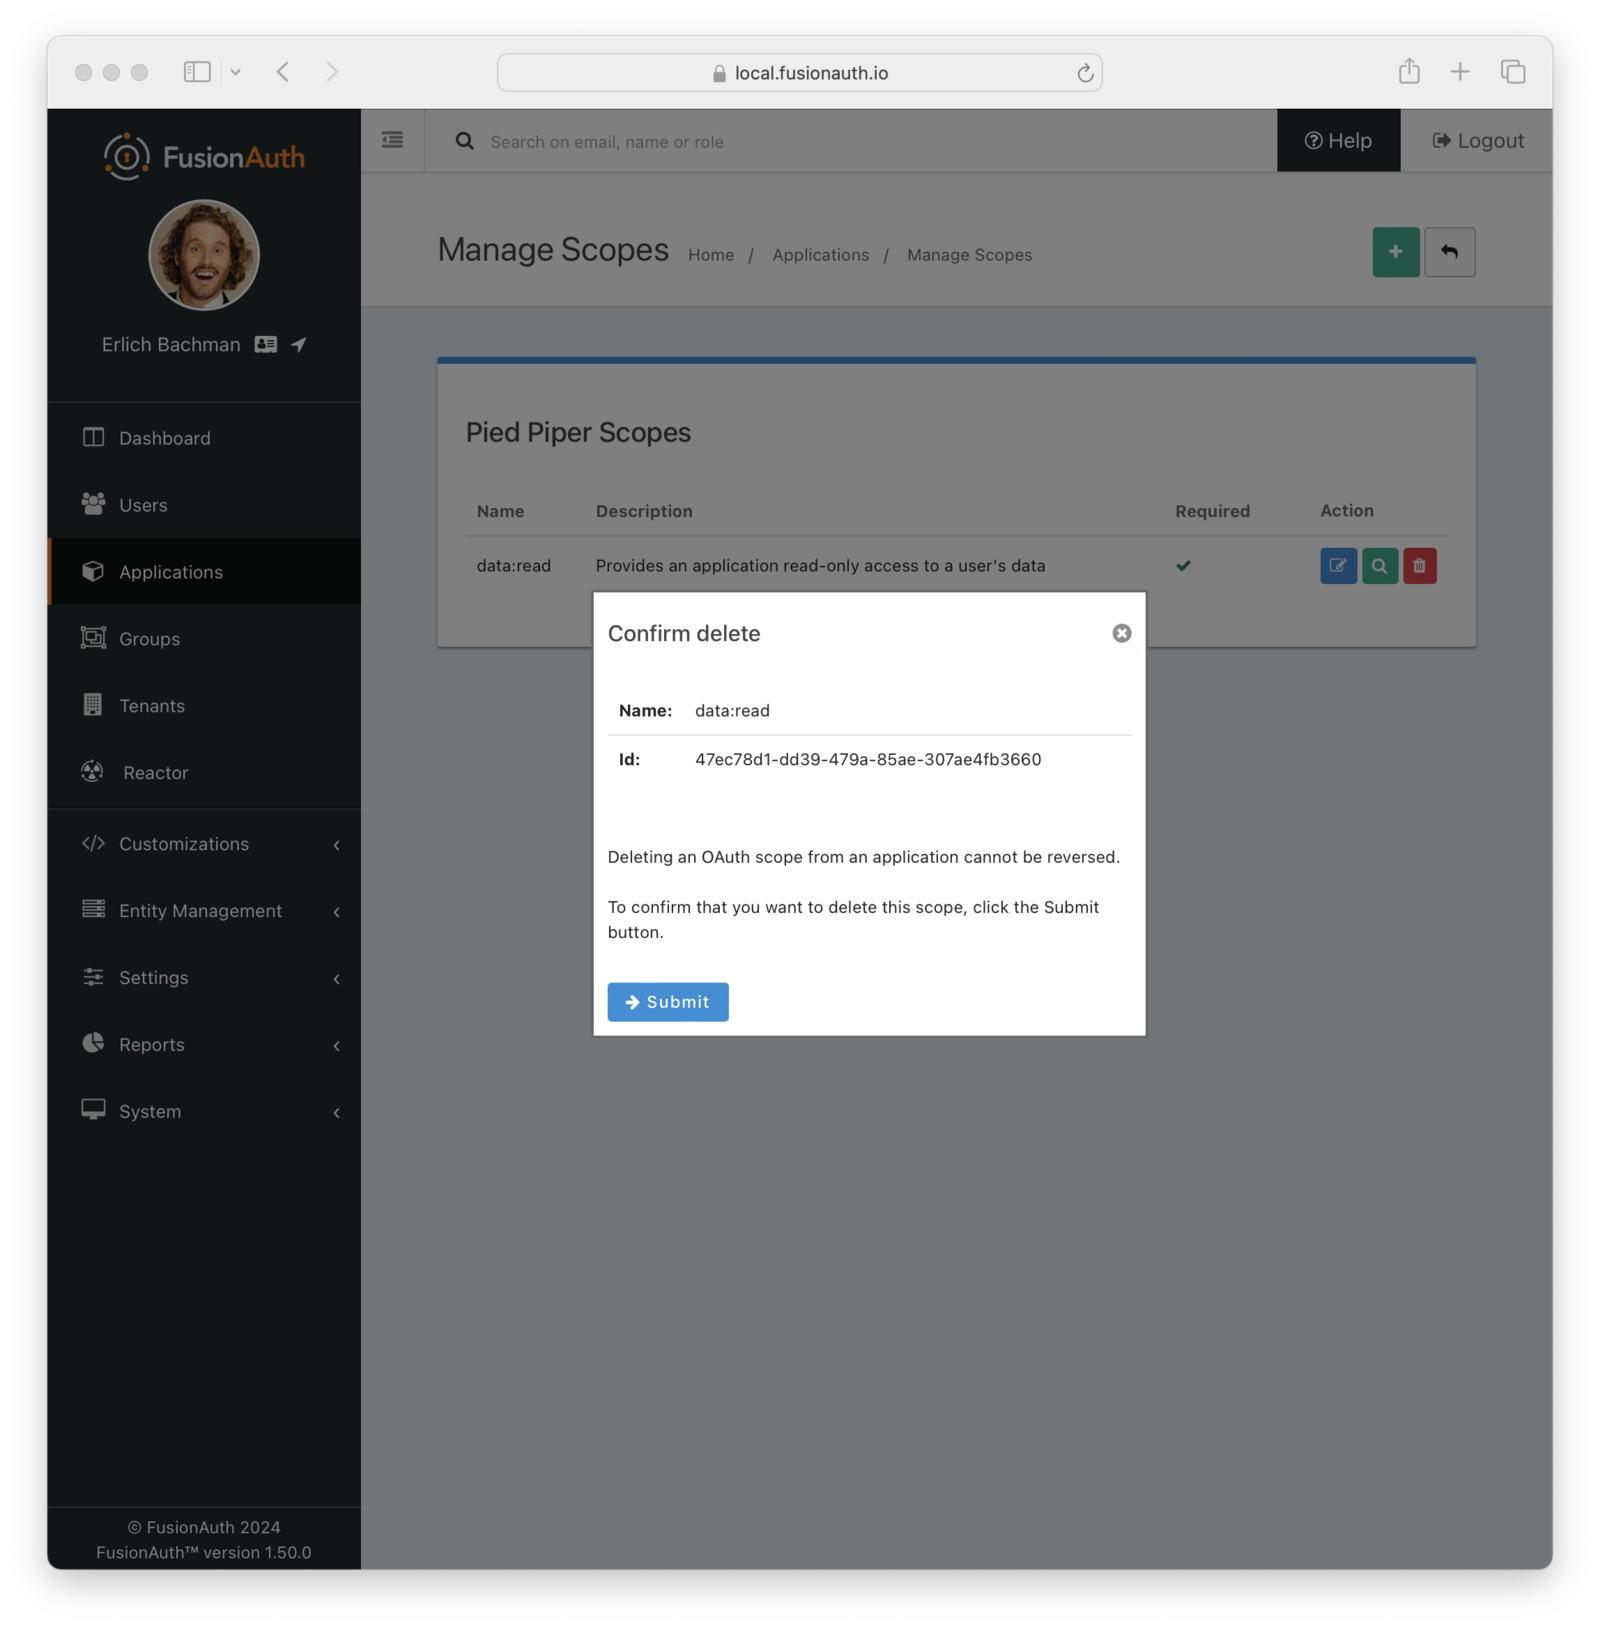 local.fusionauth.io
FusionAuth
Search on email, name or role
Help
Logout
Erlich Bachman
Manage Scopes
Home / Applications / Manage Scopes
Dashboard
Users
Applications
Groups
Tenants
Reactor
Customizations
Entity Management
Settings
Reports
System
Pied Piper Scopes
Name Description Required Action
data:read Provides an application read-only access to a user's data
Confirm delete
Name: data:read
Id: 47ec78d1-dd39-479a-85ae-307ae4fb3660
Deleting an OAuth scope from an application cannot be reversed.
To confirm that you want to delete this scope, click the Submit
button.
Submit
© FusionAuth 2024
FusionAuth™ version 1.50.0